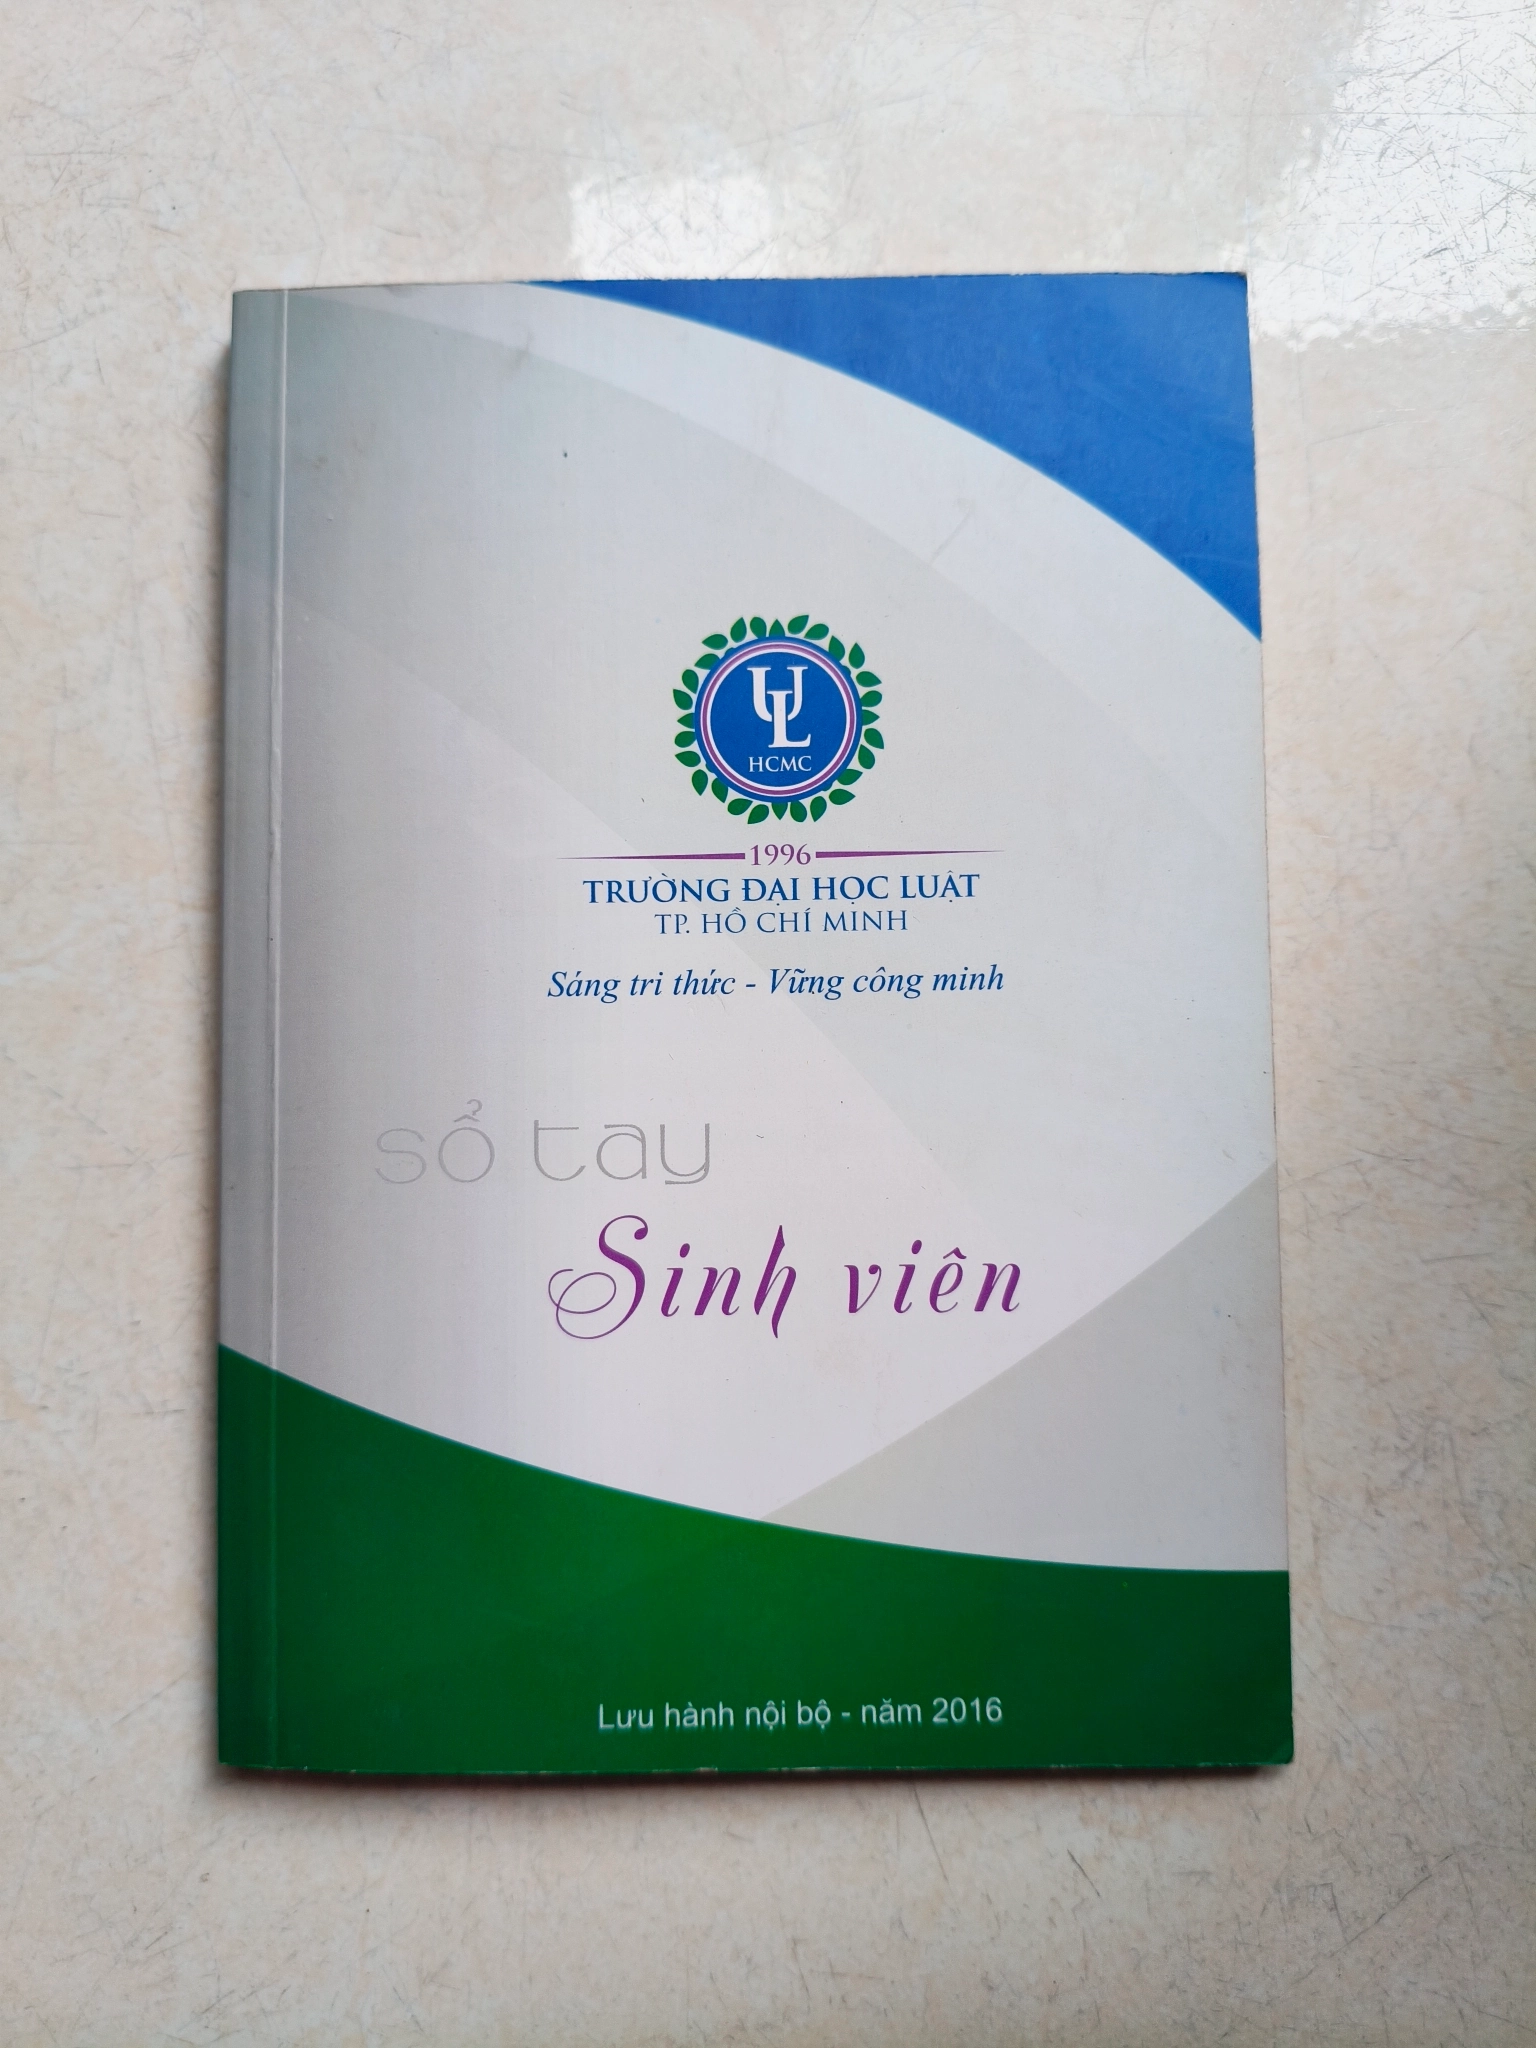 UL
HCMC
1996
TRƯỜNG ĐẠI HỌC LUẬT
TP. HỒ CHÍ MINH
Sáng tri thức - Vững công minh
sổ tay
Sinh viên
Lưu hành nội bộ - năm 2016